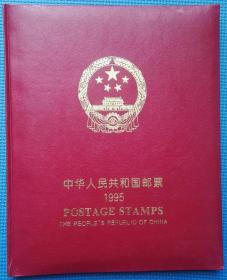 中华人民共和国邮票
1995
POSTAGE STAMPS
THE PEOPLE'S REPUBLIC OF CHINA